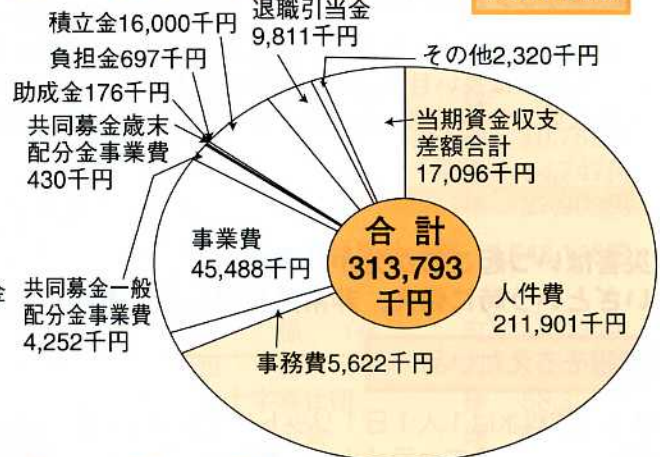 退職引当金
9,811千円
積立金16,000千円
負担金697千円
助成金176千円
共同募金歳末
配分金事業費
430千円
その他2,320千円
当期資金収支
差額合計
17,096千円
事業費
45,488千円
合計
313,793
千円
人件費
211,901千円
金
共同募金一般
配分金事業費
4,252千円
事務費5,622千円